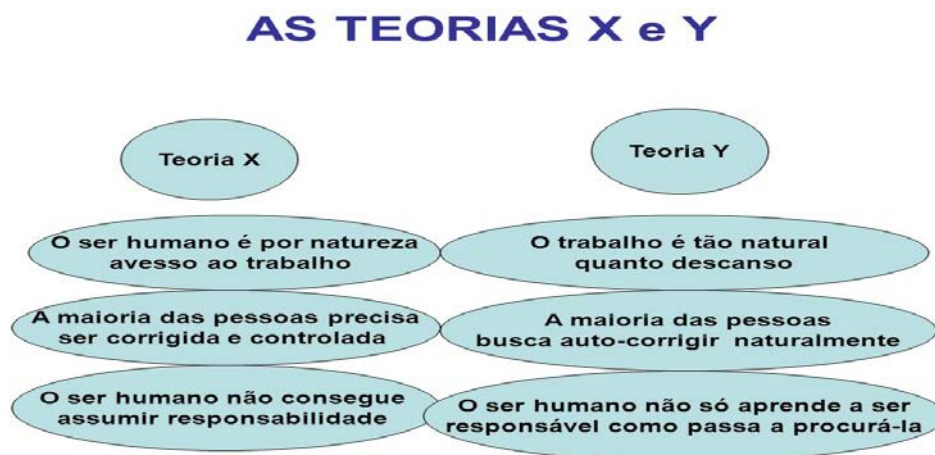 AS TEORIAS X e Y
Teoria X
Teoria Y
O ser humano é por natureza
avesso ao trabalho
O trabalho é tão natural
quanto descanso
A maioria das pessoas precisa
ser corrigida e controlada
A maioria das pessoas
busca auto-corrigir naturalmente
O ser humano não consegue
assumir responsabilidade
O ser humano não só aprende a ser
responsável como passa a procurá-la